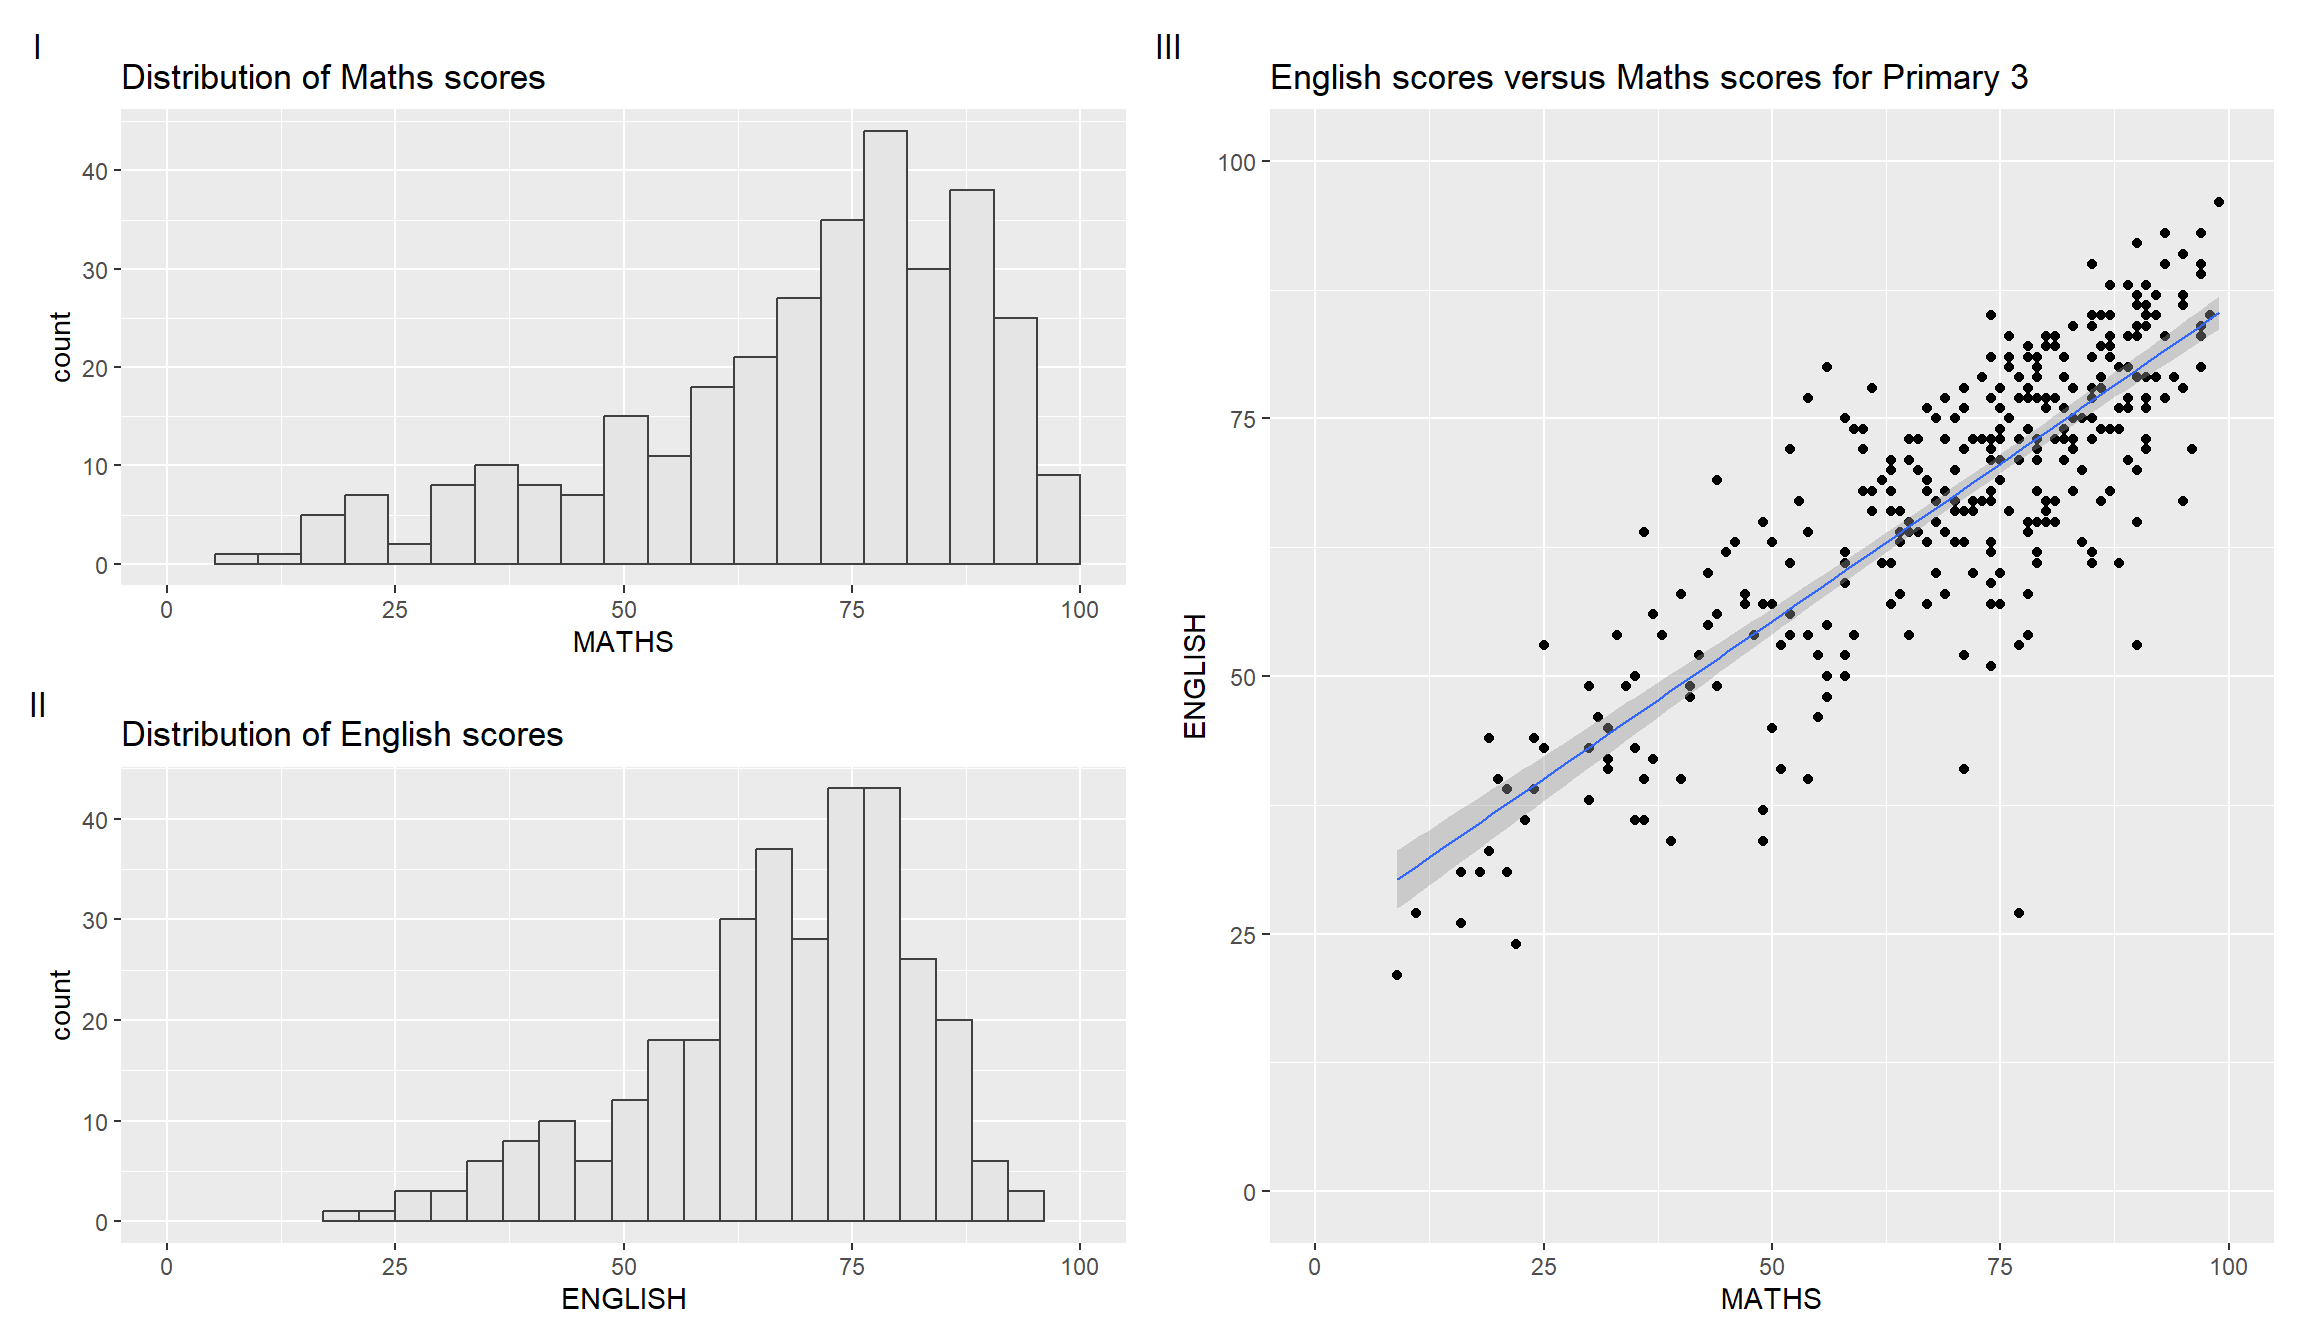 I
Distribution of Maths scores
count
40
30
20
10
0
0 25 50 75 100
MATHS
II
Distribution of English scores
count
40
30
20
10
0
0 25 50 75 100
ENGLISH
III
English scores versus Maths scores for Primary 3
ENGLISH
100
75
50
25
0
0 25 50 75 100
MATHS